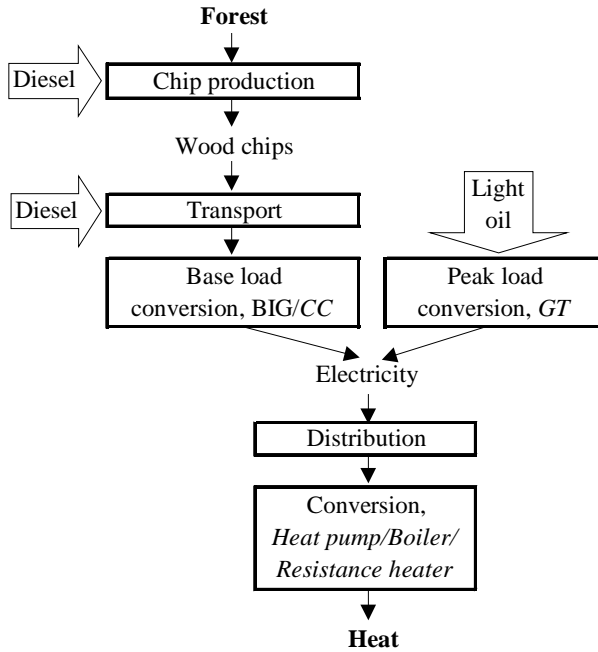 Forest
Diesel
Chip production
Wood chips
Diesel
Transport
Light
oil
Base load
conversion, BIG/CC
Peak load
conversion, GT
Electricity
Distribution
Conversion,
Heat pump/Boiler/
Resistance heater
Heat